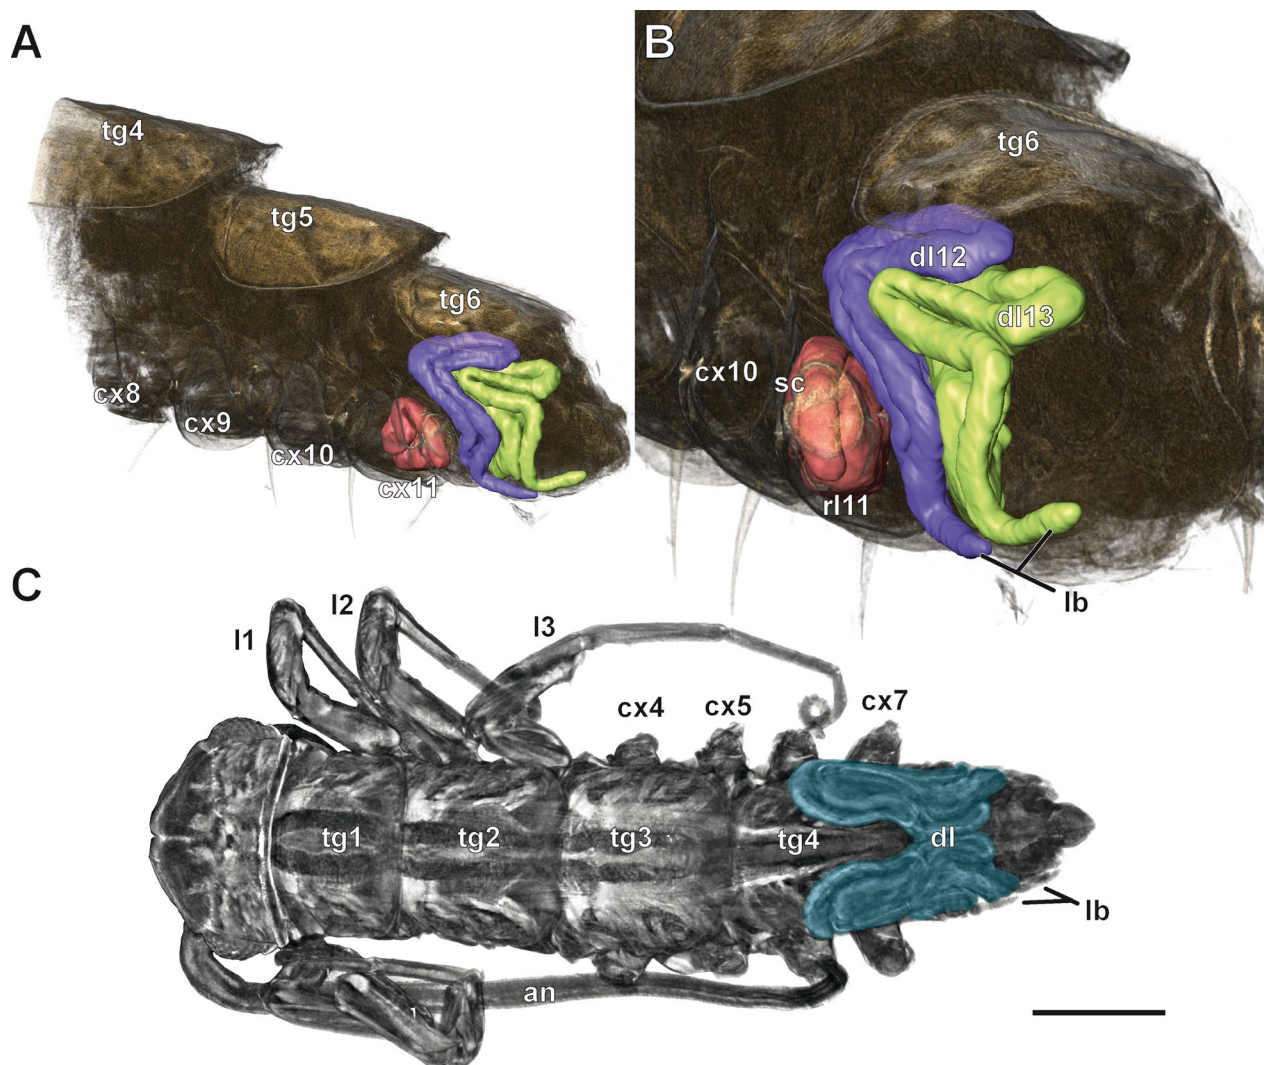 A
tg4
tg5
tg6
cx8
cx9
cx10
cx11
B
tg6
dl12
dl13
cx10
sc
rl11
lb
C
l1
l2
l3
cx4
cx5
cx7
tg1
tg2
tg3
tg4
dl
lb
an